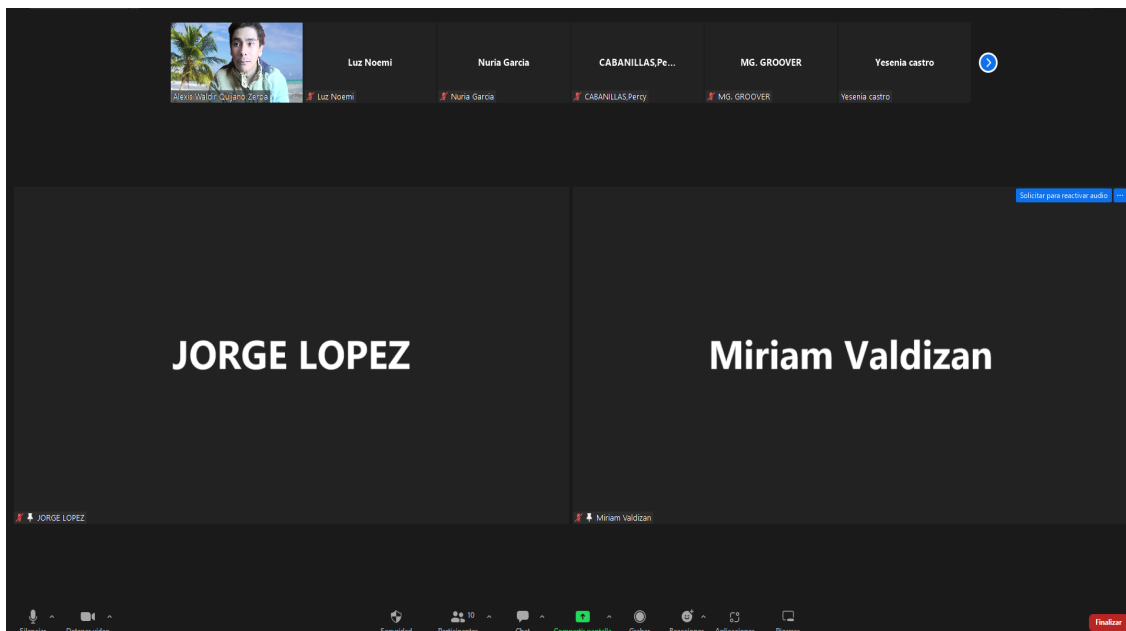 Luz Noemi
Nuria Garcia
CABANILLAS,Pe...
MG. GROOVER
Yesenia castro
Alexis Waldir Quijano Zerpa
Luz Noemi
Nuria Garcia
CABANILLAS,Percy
MG. GROOVER
Yesenia castro
Solicitar para reactivar audio
...
JORGE LOPEZ
Miriam Valdizan
JORGE LOPEZ
Miriam Valdizan
10
Finalizar